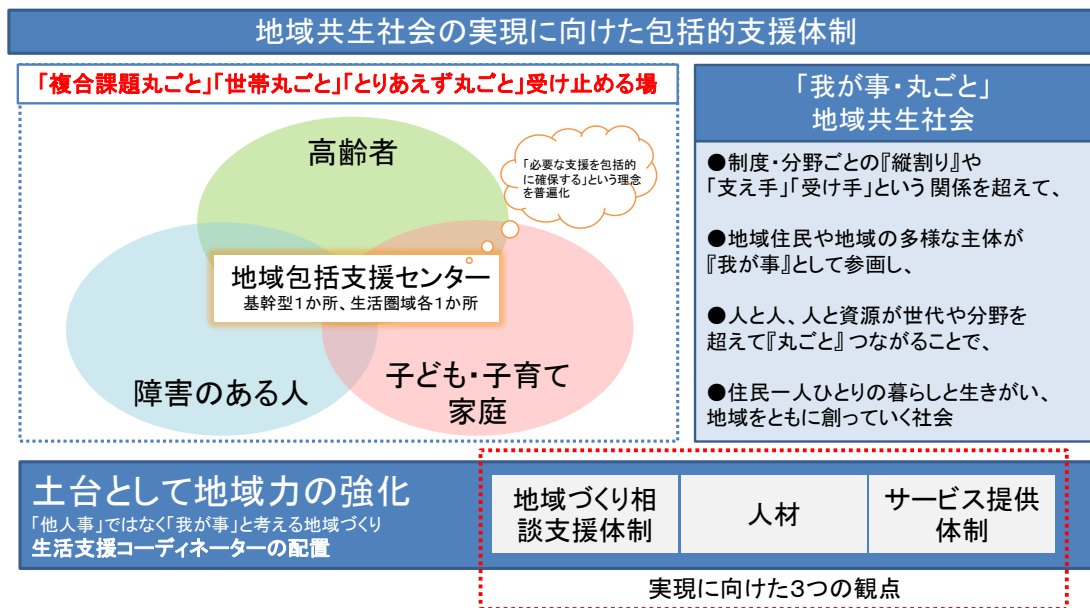 地域共生社会の実現に向けた包括的支援体制
「複合課題丸ごと」「世帯丸ごと」「とりあえず丸ごと」受け止める場
高齢者
「必要な支援を包括的
に確保する」という理念
を普遍化
地域包括支援センター
基幹型1か所、生活圏域各1か所
障害のある人
子ども・子育て
家庭
「我が事・丸ごと」
地域共生社会
●制度・分野ごとの『縦割り』や
「支え手」「受け手」という関係を超えて、
●地域住民や地域の多様な主体が
『我が事』として参画し、
●人と人、人と資源が世代や分野を
超えて『丸ごと』つながることで、
●住民一人ひとりの暮らしと生きがい、
地域をともに創っていく社会
土台として地域力の強化
「他人事」ではなく「我が事」と考える地域づくり
生活支援コーディネーターの配置
地域づくり相
談支援体制
人材
サービス提供
体制
実現に向けた3つの観点